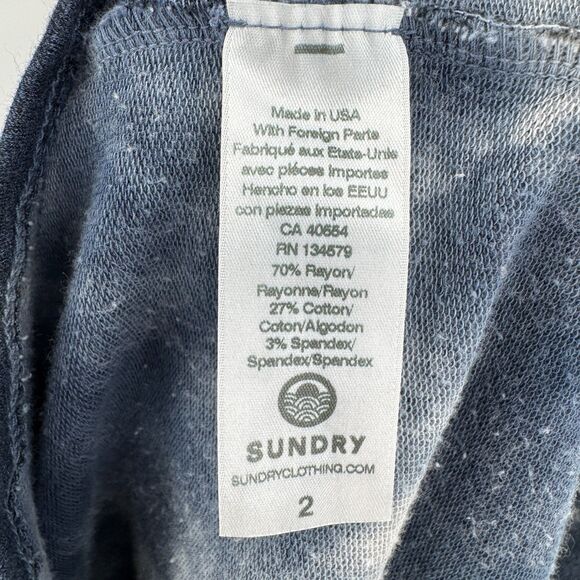 Made in USA
With Foreign Parts
Fabriqué aux Etats-Unis
avec piéces importes
Hencho en los EEUU
con piezas importadas
CA 40554
RN 134579
70% Rayon/
Rayonne/Rayon
27% Cotton/
Coton/Algodon
3% Spandex/
Spandex/Spandex
SUNDRY
SUNDRYCLOTHING.COM
2